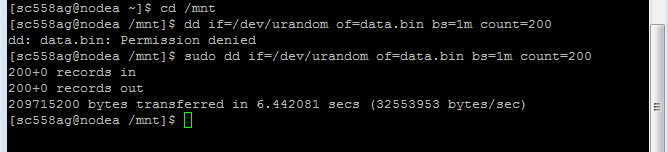 [sc558ag@nodea ~]$ cd /mnt
[sc558ag@nodea /mnt]$ dd if=/dev/urandom of=data.bin bs=1m count=200
dd: data.bin: Permission denied
[sc558ag@nodea /mnt]$ sudo dd if=/dev/urandom of=data.bin bs=1m count=200
200+0 records in
200+0 records out
209715200 bytes transferred in 6.442081 secs (32553953 bytes/sec)
[sc558ag@nodea /mnt]$